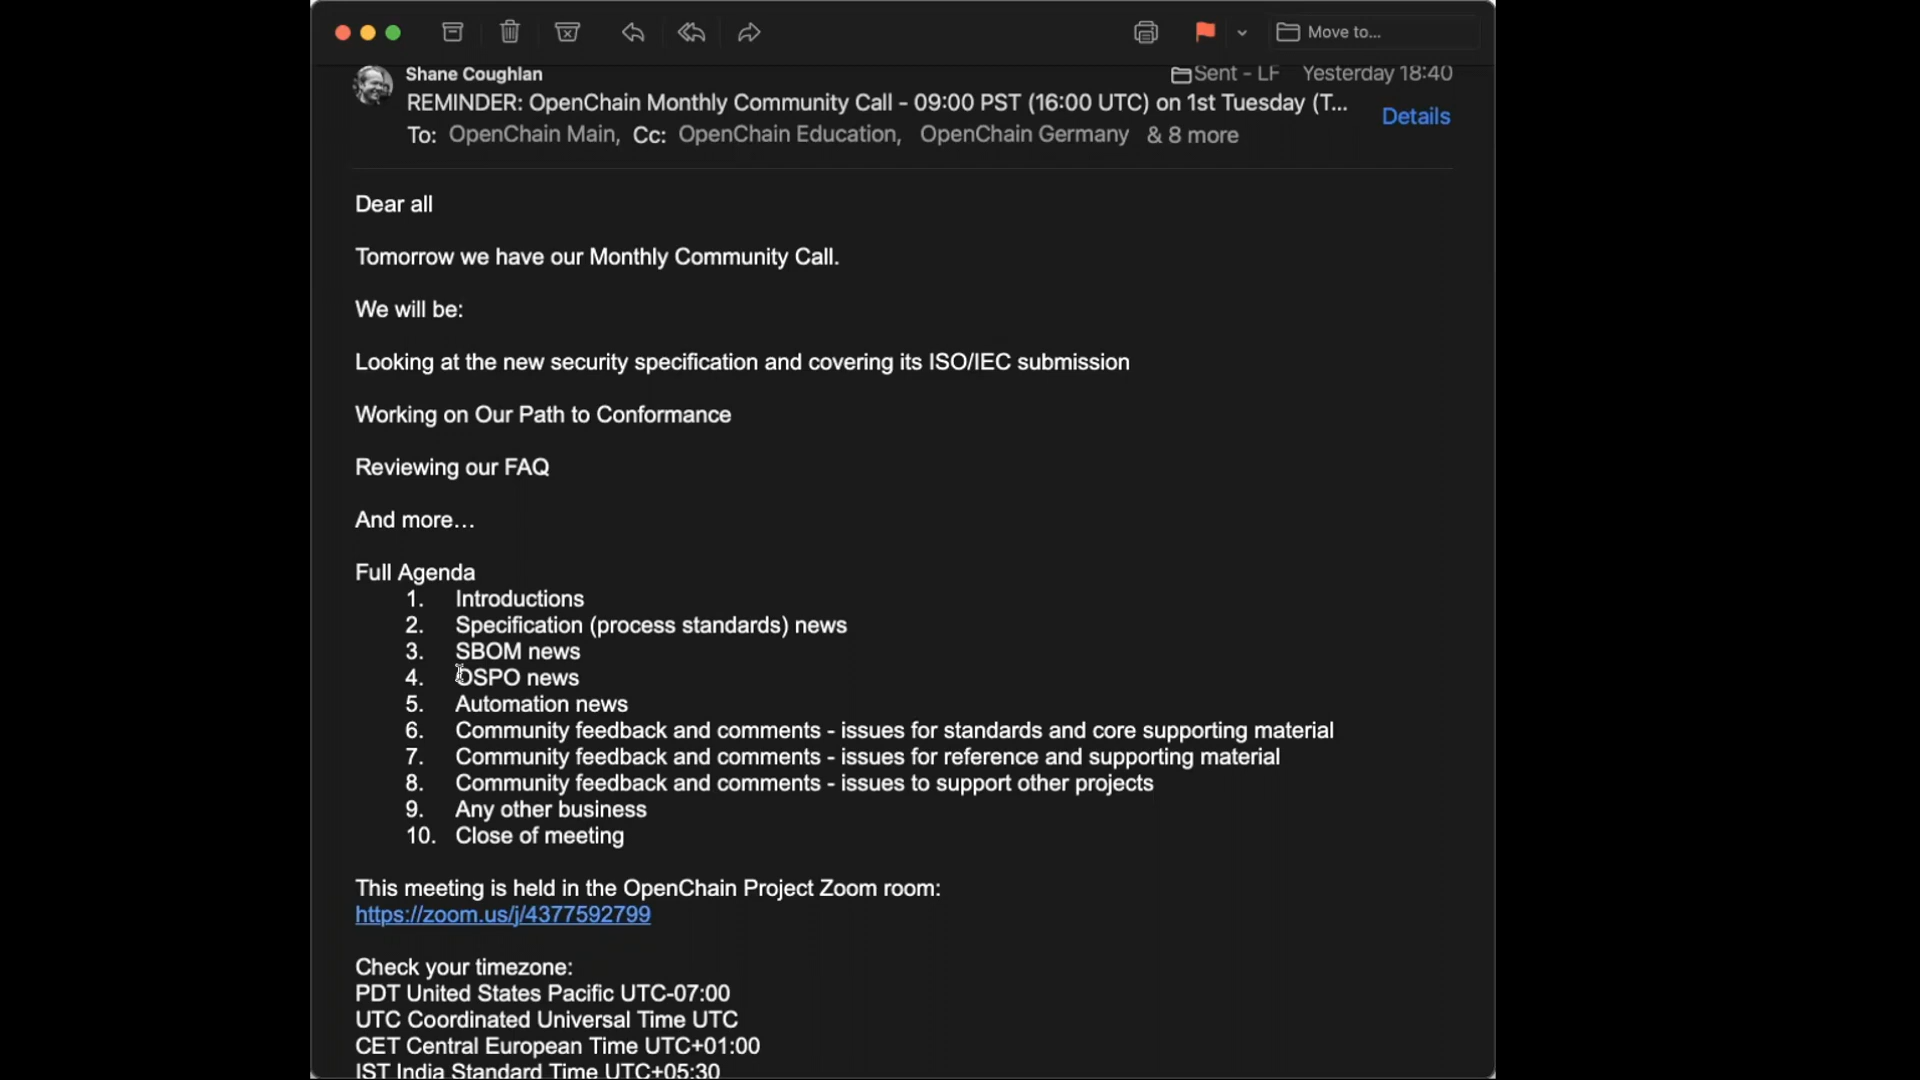 Move to...
Shane Coughlan
Sent - LF Yesterday 18:40
REMINDER: OpenChain Monthly Community Call - 09:00 PST (16:00 UTC) on 1st Tuesday (T...
Details
To: OpenChain Main, Cc: OpenChain Education, OpenChain Germany & 8 more
Dear all
Tomorrow we have our Monthly Community Call.
We will be:
Looking at the new security specification and covering its ISO/IEC submission
Working on Our Path to Conformance
Reviewing our FAQ
And more…
Full Agenda
1. Introductions
2. Specification (process standards) news
3. SBOM news
4. OSPO news
5. Automation news
6. Community feedback and comments - issues for standards and core supporting material
7. Community feedback and comments - issues for reference and supporting material
8. Community feedback and comments - issues to support other projects
9. Any other business
10. Close of meeting
This meeting is held in the OpenChain Project Zoom room:
https://zoom.us/j/4377592799
Check your timezone:
PDT United States Pacific UTC-07:00
UTC Coordinated Universal Time UTC
CET Central European Time UTC+01:00
IST India Standard Time UTC+05:30